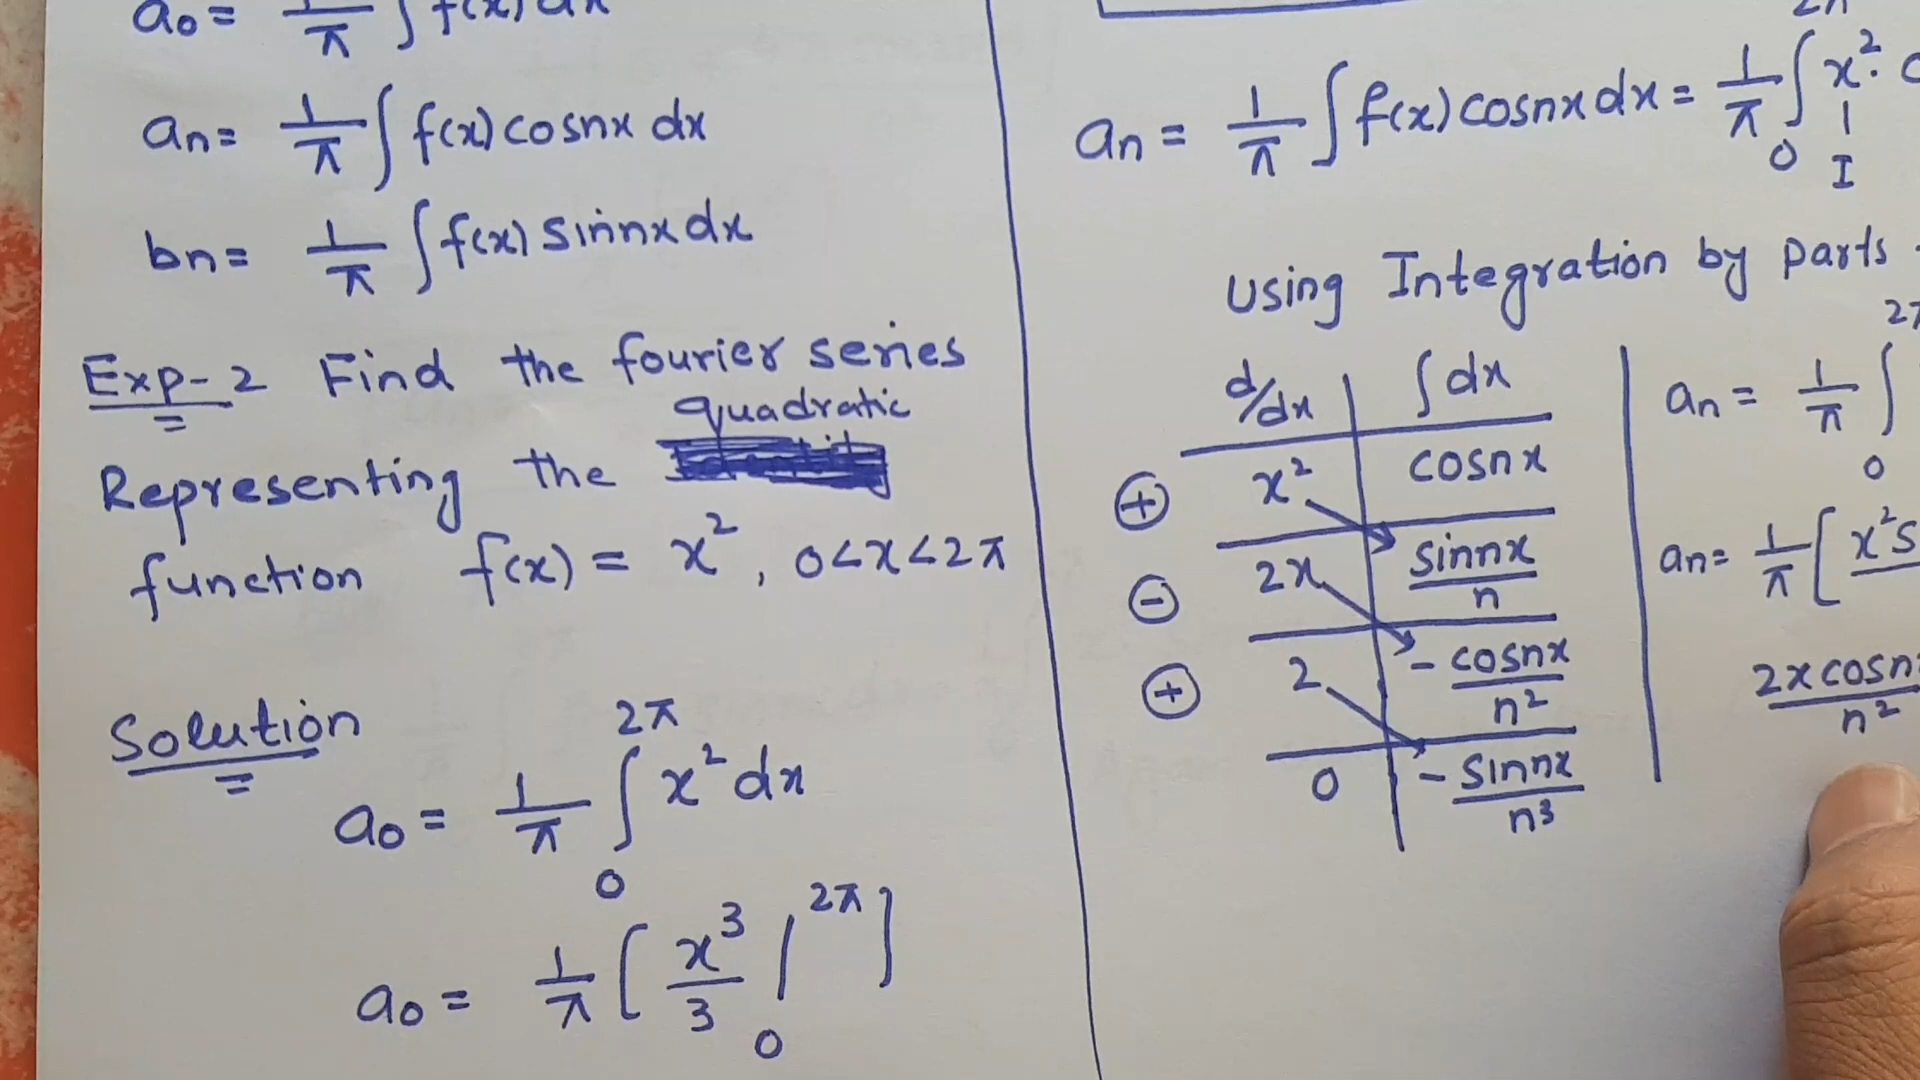 a₀ = 1/π ∫ f(x) dx
aₙ = 1/π ∫ f(x) cosnx dx
bₙ = 1/π ∫ f(x) sinnx dx
Exp-2 Find the fourier series
quadratic
Representing the
function f(x) = x², 0<x<2π
Solution
a₀ = 1/π ∫₀^2π x² dx
a₀ = 1/π [ x³/3 |₀^2π ]
2π
aₙ = 1/π ∫ f(x) cosnx dx = 1/π ∫₀ x².
I
using Integration by parts
d/dx | ∫dx
⊕ x² | cosnx
⊖ 2x | sinnx/n
⊕ 2 | -cosnx/n²
0 | -sinnx/n³
aₙ = 1/π ∫₀
aₙ = 1/π [ x²s
2x cosn
n²